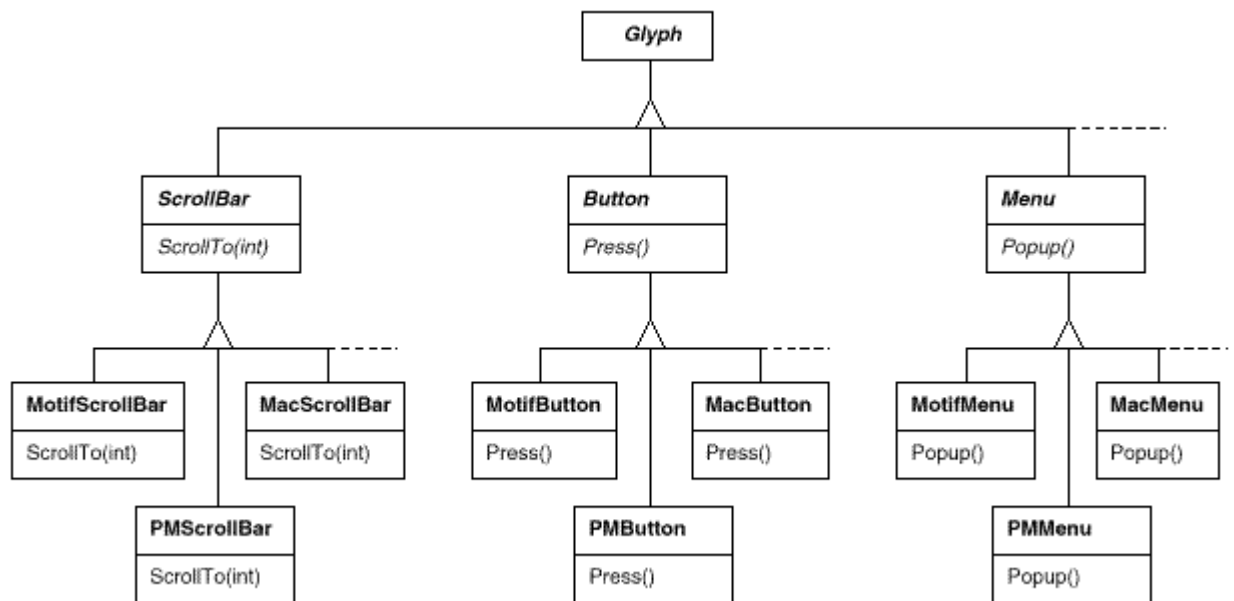 Glyph
ScrollBar
ScrollTo(int)
Button
Press()
Menu
Popup()
MotifScrollBar
ScrollTo(int)
MacScrollBar
ScrollTo(int)
MotifButton
Press()
MacButton
Press()
MotifMenu
Popup()
MacMenu
Popup()
PMScrollBar
ScrollTo(int)
PMButton
Press()
PMMenu
Popup()